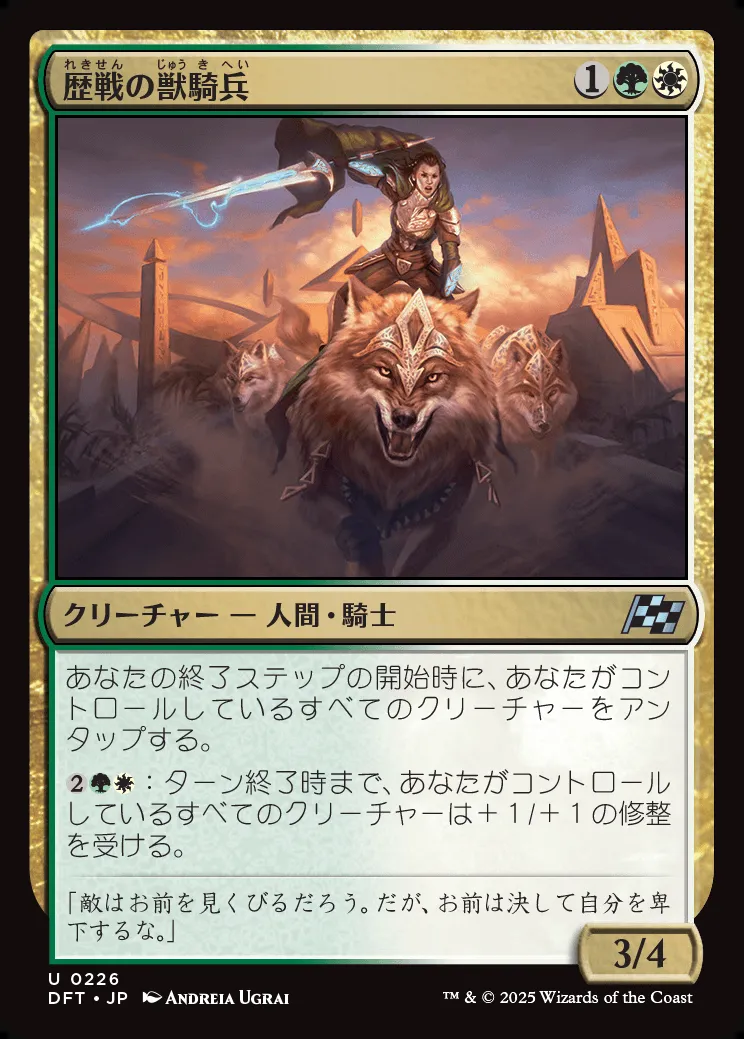 れきせん じゅうきへい
歴戦の獣騎兵 1
クリーチャー — 人間・騎士
あなたの終了ステップの開始時に、あなたがコン
トロールしているすべてのクリーチャーをアン
タップする。
2 : ターン終了時まで、あなたがコントロール
しているすべてのクリーチャーは+1/+1の修整
を受ける。
「敵はお前を見くびるだろう。だが、お前は決して自分を卑
下するな。」
3/4
U 0226
DFT • JP Andreia Ugrai
™ & © 2025 Wizards of the Coast